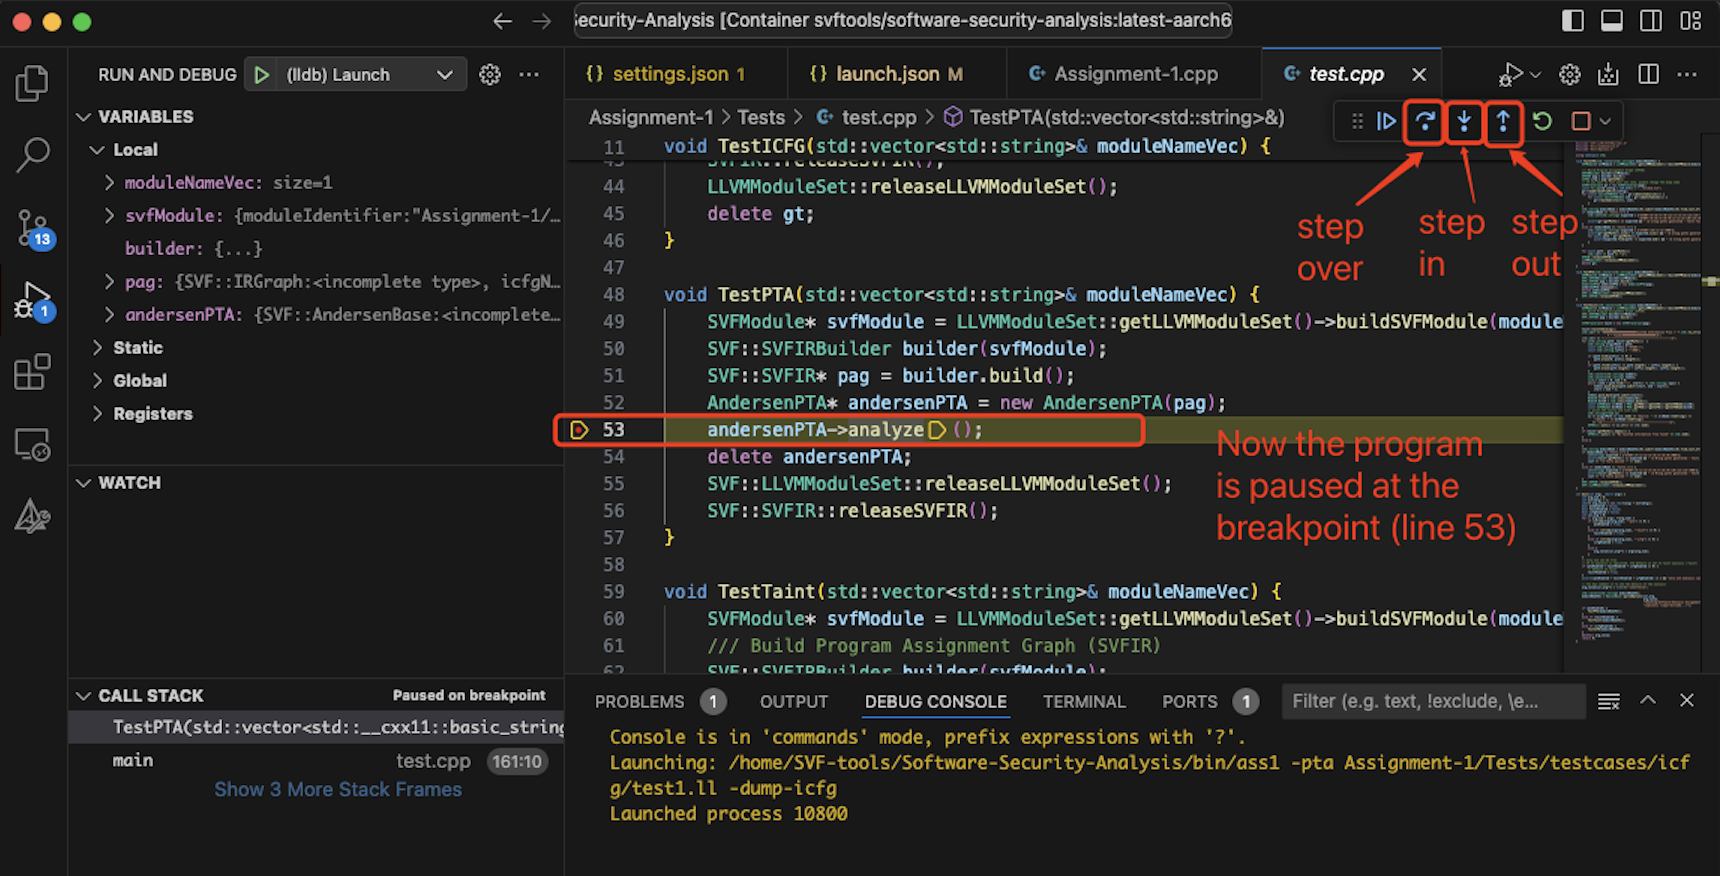 Security-Analysis [Container svftools/software-security-analysis:latest-aarch6
RUN AND DEBUG (lldb) Launch
settings.json 1
launch.json M
Assignment-1.cpp
test.cpp
VARIABLES
Local
moduleNameVec: size=1
svfModule: {moduleIdentifier:"Assignment-1/…
builder: {...}
pag: {SVF::IRGraph:<incomplete type>, icfgN…
andersenPTA: {SVF::AndersenBase:<incomplete…
Static
Global
Registers
13
1
WATCH
CALL STACK Paused on breakpoint
TestPTA(std::vector<std::__cxx11::basic_string
main test.cpp 161:10
Show 3 More Stack Frames
Assignment-1 > Tests > test.cpp > TestPTA(std::vector<std::string>&)
11 void TestICFG(std::vector<std::string>& moduleNameVec) {
43 SVFIR::releaseSVFIR();
44 LLVMModuleSet::releaseLLVMModuleSet();
45 delete gt;
46 }
47
48 void TestPTA(std::vector<std::string>& moduleNameVec) {
49 SVFModule* svfModule = LLVMModuleSet::getLLVMModuleSet()->buildSVFModule(module
50 SVF::SVFIRBuilder builder(svfModule);
51 SVF::SVFIR* pag = builder.build();
52 AndersenPTA* andersenPTA = new AndersenPTA(pag);
53 andersenPTA->analyze();
54 delete andersenPTA;
55 SVF::LLVMModuleSet::releaseLLVMModuleSet();
56 SVF::SVFIR::releaseSVFIR();
57 }
58
59 void TestTaint(std::vector<std::string>& moduleNameVec) {
60 SVFModule* svfModule = LLVMModuleSet::getLLVMModuleSet()->buildSVFModule(module
61 /// Build Program Assignment Graph (SVFIR)
62 SVF::SVFIRBuilder builder(svfModule);
step
over
step
in
step
out
Now the program
is paused at the
breakpoint (line 53)
PROBLEMS 1 OUTPUT DEBUG CONSOLE TERMINAL PORTS 1 Filter (e.g. text, !exclude, \e...
Console is in 'commands' mode, prefix expressions with '?'.
Launching: /home/SVF-tools/Software-Security-Analysis/bin/ass1 -pta Assignment-1/Tests/testcases/icf
g/test1.ll -dump-icfg
Launched process 10800